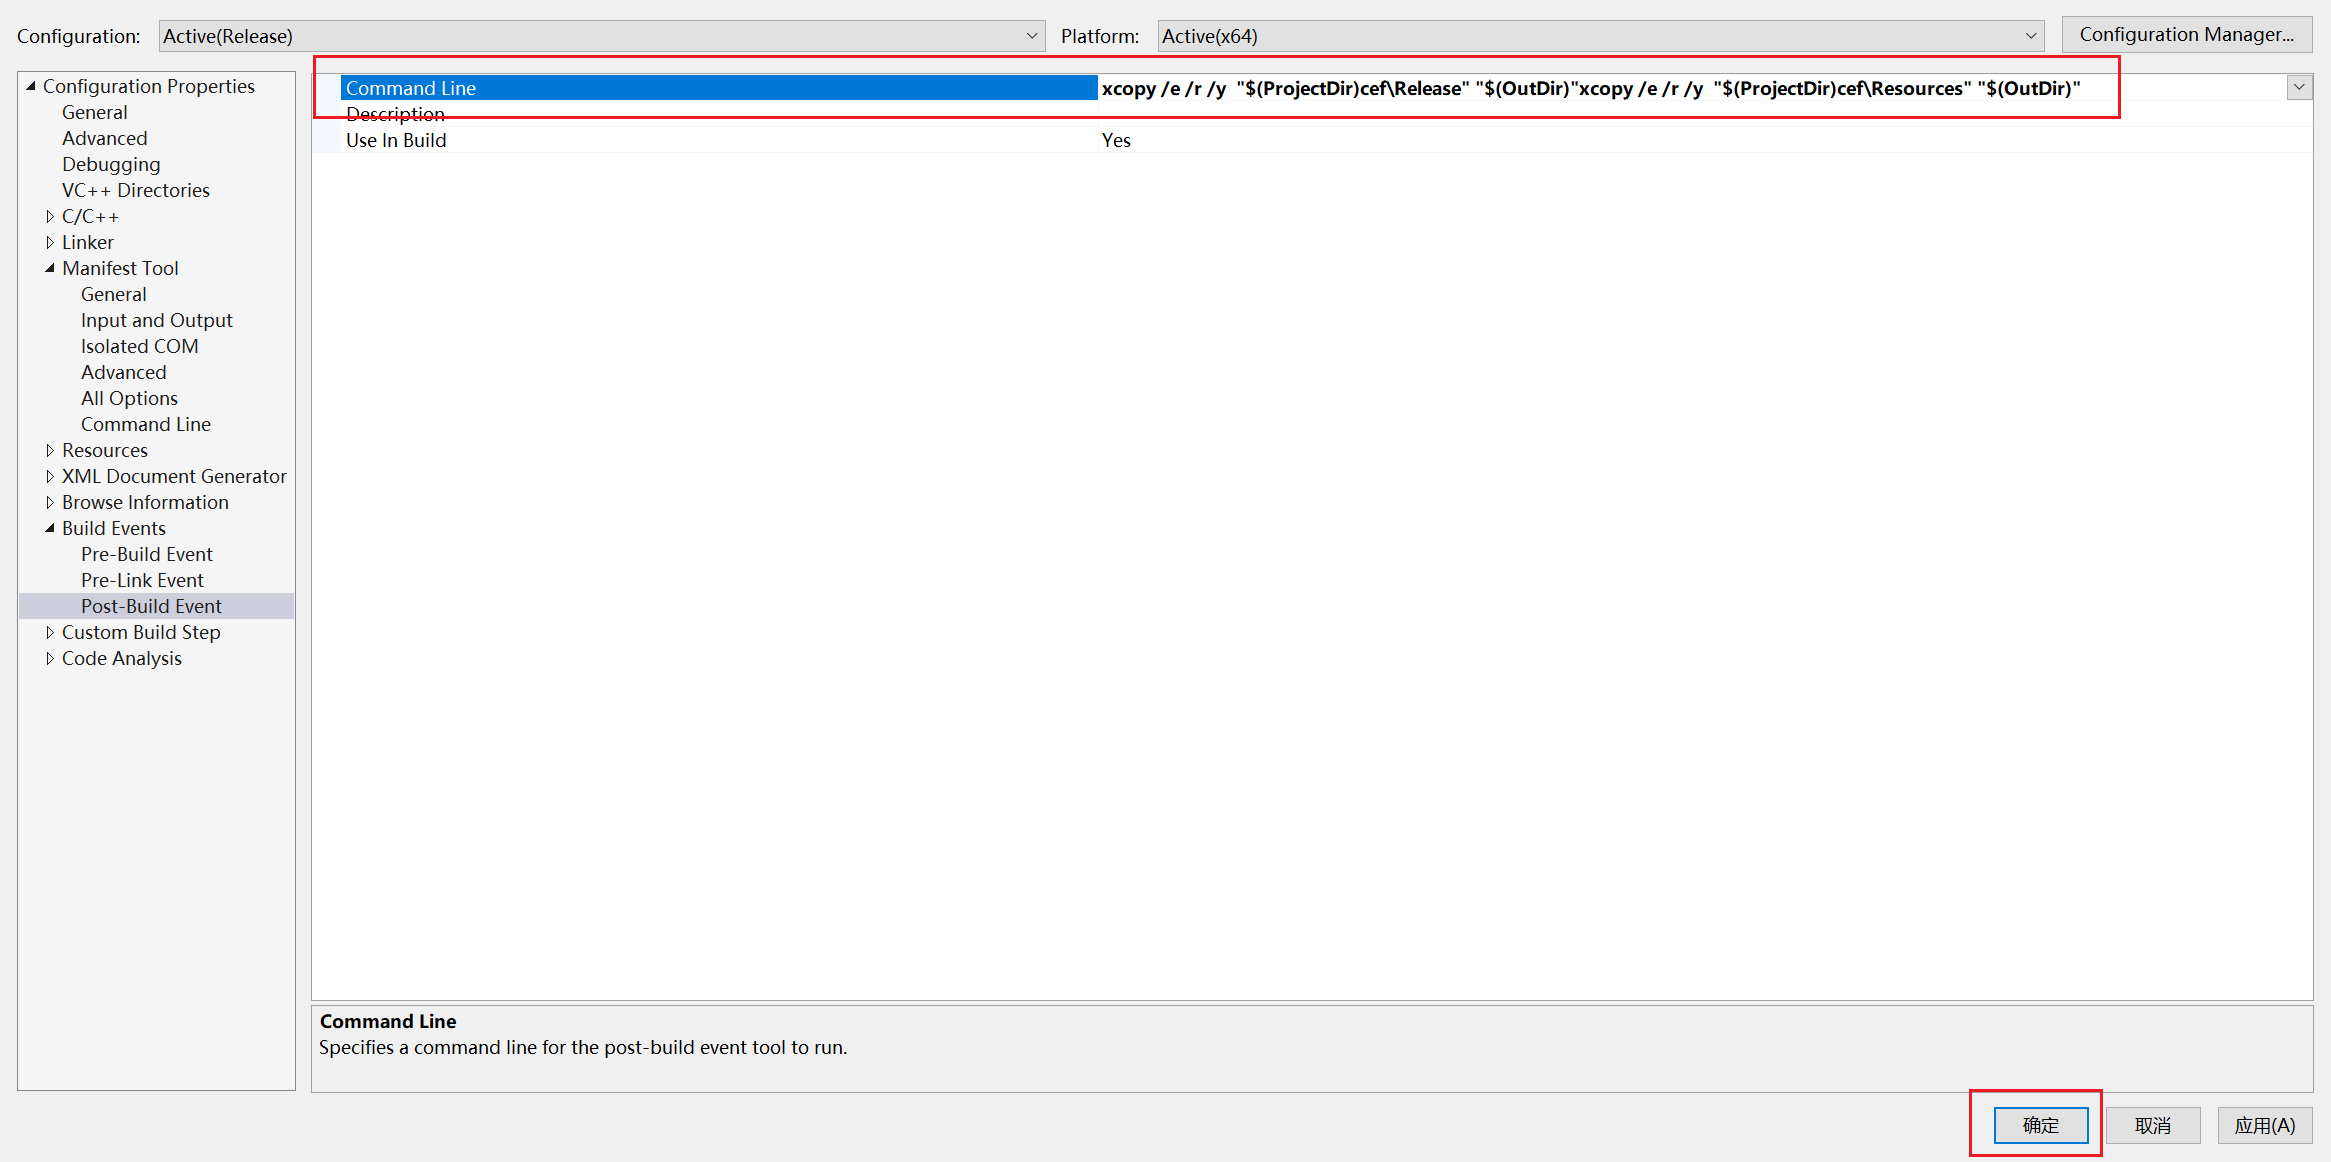 Configuration: Active(Release) Platform: Active(x64) Configuration Manager...
Configuration Properties
General
Advanced
Debugging
VC++ Directories
C/C++
Linker
Manifest Tool
General
Input and Output
Isolated COM
Advanced
All Options
Command Line
Resources
XML Document Generator
Browse Information
Build Events
Pre-Build Event
Pre-Link Event
Post-Build Event
Custom Build Step
Code Analysis
Command Line xcopy /e /r /y  "$(ProjectDir)cef\Release" "$(OutDir)"xcopy /e /r /y  "$(ProjectDir)cef\Resources" "$(OutDir)"
Description
Use In Build Yes
Command Line
Specifies a command line for the post-build event tool to run.
确定 取消 应用(A)